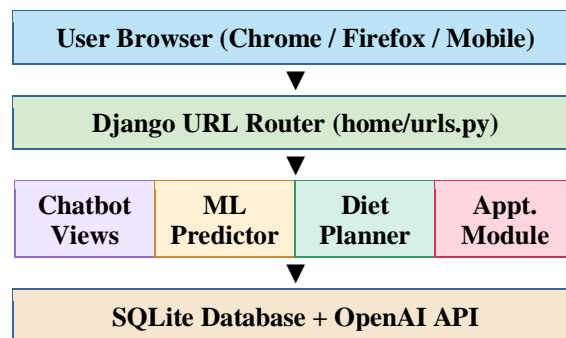 User Browser (Chrome / Firefox / Mobile)
▼
Django URL Router (home/urls.py)
▼
Chatbot Views
ML Predictor
Diet Planner
Appt. Module
▼
SQLite Database + OpenAI API